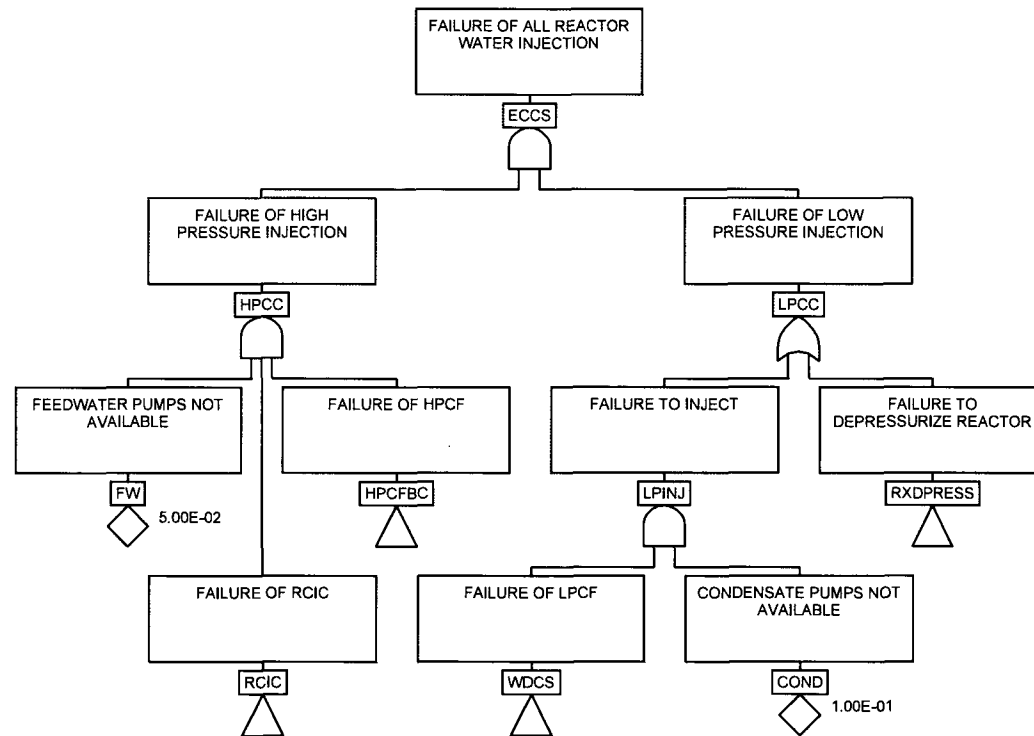 FAILURE OF ALL REACTOR
WATER INJECTION
ECCS
FAILURE OF HIGH
PRESSURE INJECTION
HPCC
FAILURE OF LOW
PRESSURE INJECTION
LPCC
FEEDWATER PUMPS NOT
AVAILABLE
FW
5.00E-02
FAILURE OF HPCF
HPCFBC
FAILURE TO INJECT
LPINJ
FAILURE TO
DEPRESSURIZE REACTOR
RXDPRESS
FAILURE OF RCIC
RCIC
FAILURE OF LPCF
WDCS
CONDENSATE PUMPS NOT
AVAILABLE
COND
1.00E-01